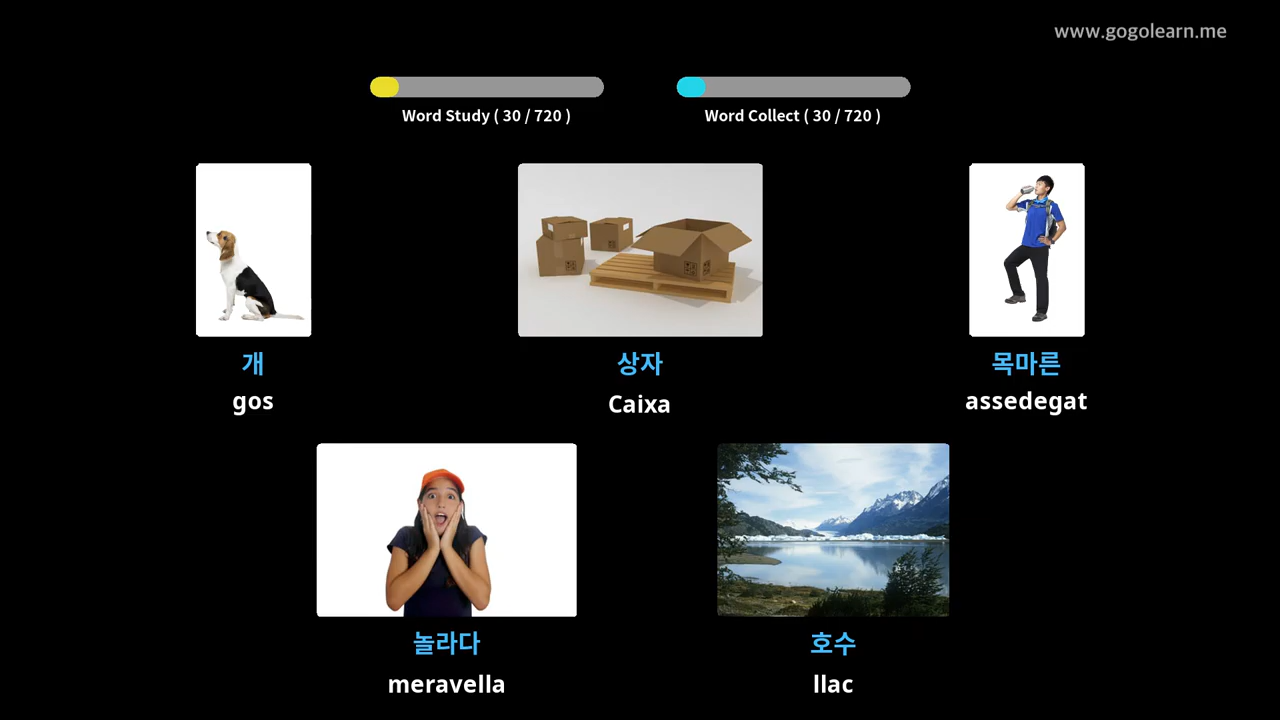 www.gogolearn.me
Word Study ( 30 / 720 )
Word Collect ( 30 / 720 )
개
gos
상자
Caixa
목마른
assedegat
놀라다
meravella
호수
llac